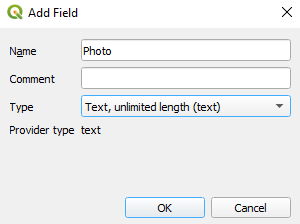 Add Field
Name Photo
Comment
Type Text, unlimited length (text)
Provider type text
OK Cancel